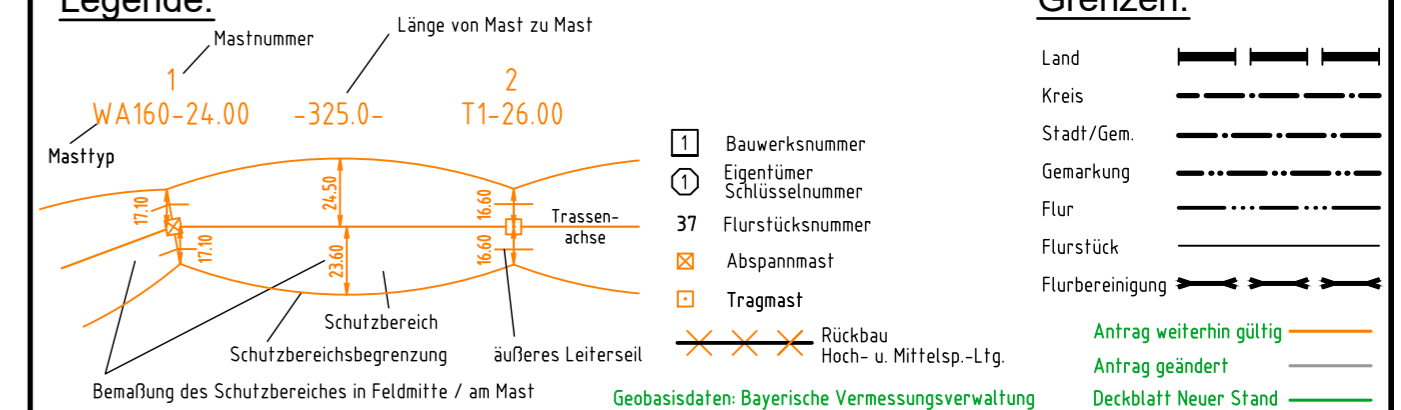 Legende:
Grenzen:
Mastnummer
Länge von Mast zu Mast
1
2
WA160-24.00
-325.0-
T1-26.00
Masttyp
17.10
17.10
24.50
23.60
16.60
16.60
Trassen-
achse
Schutzbereich
Schutzbereichsbegrenzung
äußeres Leiterseil
Bemaßung des Schutzbereiches in Feldmitte / am Mast
1 Bauwerksnummer
1 Eigentümer
Schlüsselnummer
37 Flurstücksnummer
Abspannmast
Tragmast
Rückbau
Hoch- u. Mittelsp.-Ltg.
Geobasisdaten: Bayerische Vermessungsverwaltung
Land
Kreis
Stadt/Gem.
Gemarkung
Flur
Flurstück
Flurbereinigung
Antrag weiterhin gültig
Antrag geändert
Deckblatt Neuer Stand